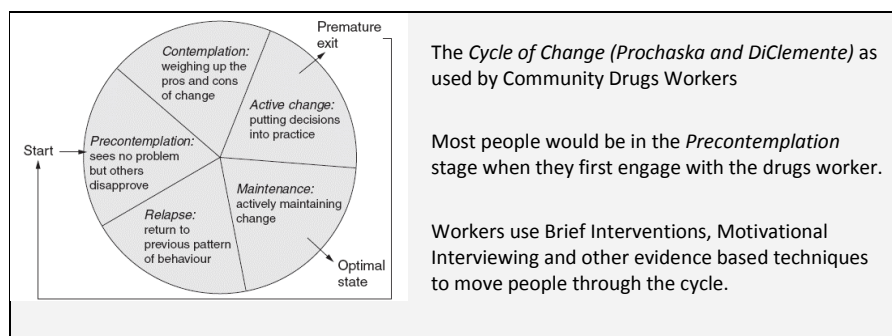 Premature
exit
Contemplation:
weighing up the
pros and cons
of change
Active change:
putting decisions
into practice
Start
Precontemplation:
sees no problem
but others
disapprove
Maintenance:
actively maintaining
change
Relapse:
return to
previous pattern
of behaviour
Optimal
state
The Cycle of Change (Prochaska and DiClemente) as
used by Community Drugs Workers
Most people would be in the Precontemplation
stage when they first engage with the drugs worker.
Workers use Brief Interventions, Motivational
Interviewing and other evidence based techniques
to move people through the cycle.